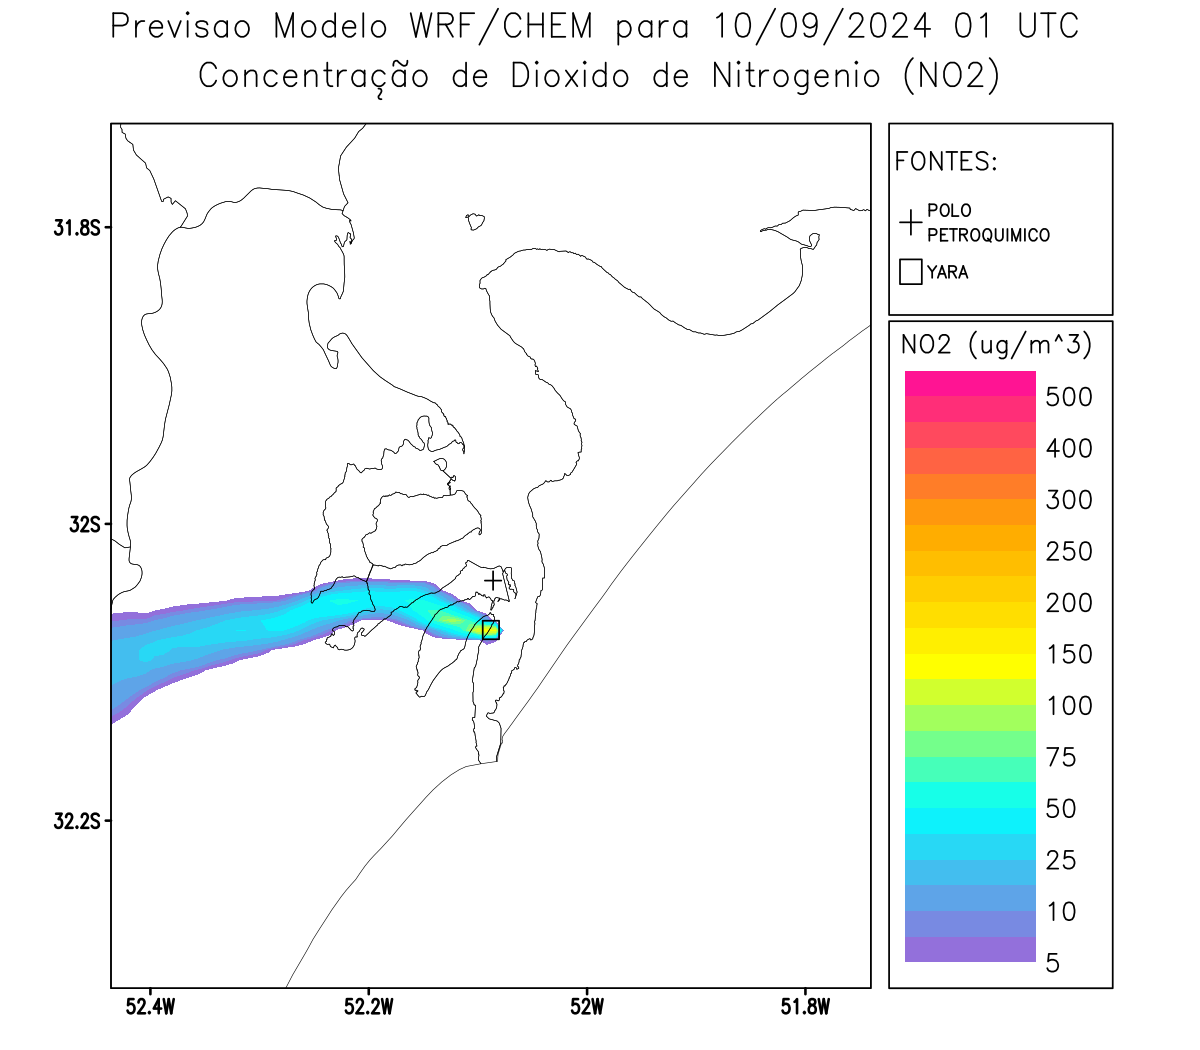 Previsao Modelo WRF/CHEM para 10/09/2024 01 UTC
Concentração de Dioxido de Nitrogenio (NO2)
FONTES:
POLO
PETROQUIMICO
YARA
NO2 (ug/m^3)
500
400
300
250
200
150
100
75
50
25
10
5
31.8S
32S
32.2S
52.4W
52.2W
52W
51.8W